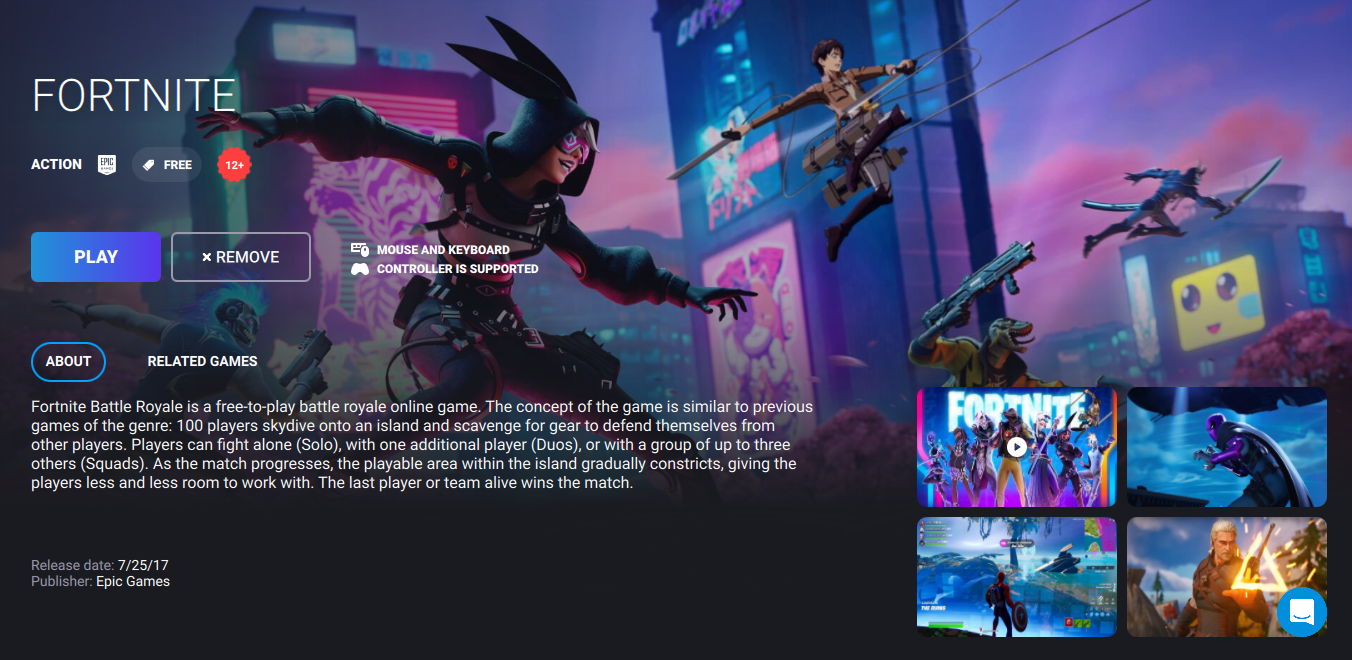 FORTNITE
ACTION
EPIC
GAMES
FREE
12+
PLAY
× REMOVE
MOUSE AND KEYBOARD
CONTROLLER IS SUPPORTED
ABOUT
RELATED GAMES
Fortnite Battle Royale is a free-to-play battle royale online game. The concept of the game is similar to previous
games of the genre: 100 players skydive onto an island and scavenge for gear to defend themselves from
other players. Players can fight alone (Solo), with one additional player (Duos), or with a group of up to three
others (Squads). As the match progresses, the playable area within the island gradually constricts, giving the
players less and less room to work with. The last player or team alive wins the match.
FORTNITE
THE RUINS
Release date: 7/25/17
Publisher: Epic Games